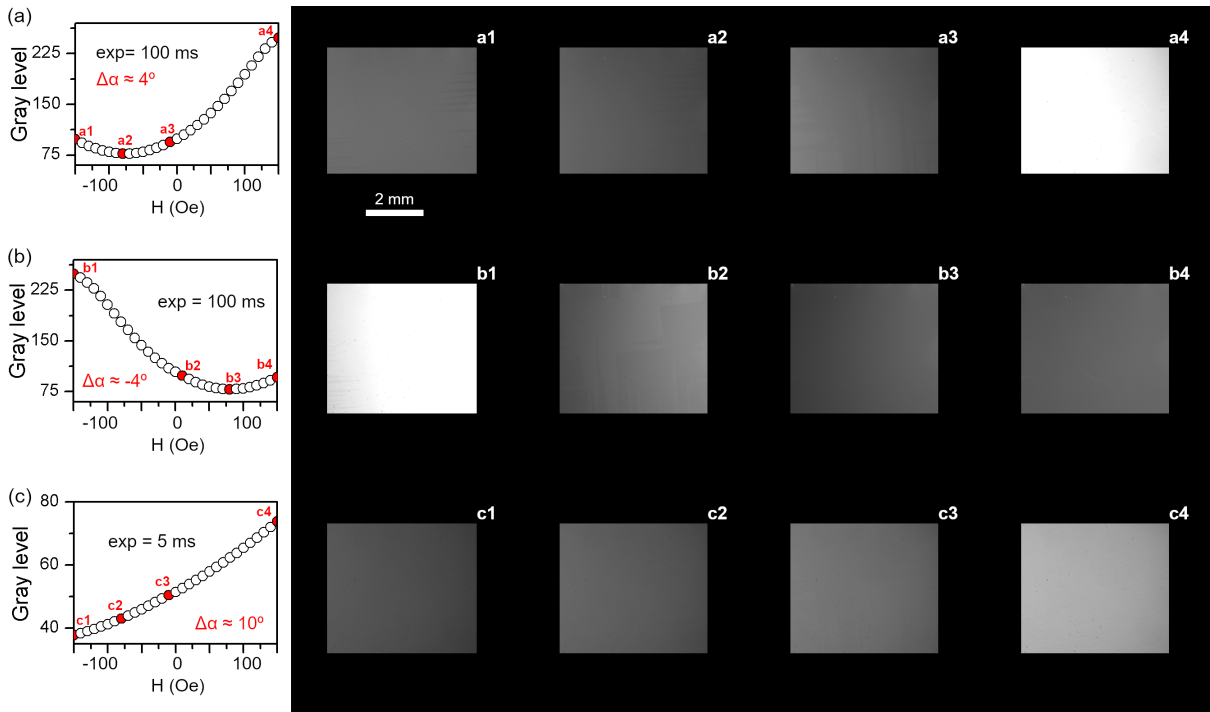 (a)
225
150
75
Gray level
exp= 100 ms
Δα ≈ 4º
a1
a2
a3
a4
-100
0
100
H (Oe)
a1
a2
a3
a4
2 mm
(b)
225
150
75
Gray level
exp = 100 ms
Δα ≈ -4º
b1
b2
b3
b4
-100
0
100
H (Oe)
b1
b2
b3
b4
(c)
80
60
40
Gray level
exp = 5 ms
Δα ≈ 10º
c1
c2
c3
c4
-100
0
100
H (Oe)
c1
c2
c3
c4